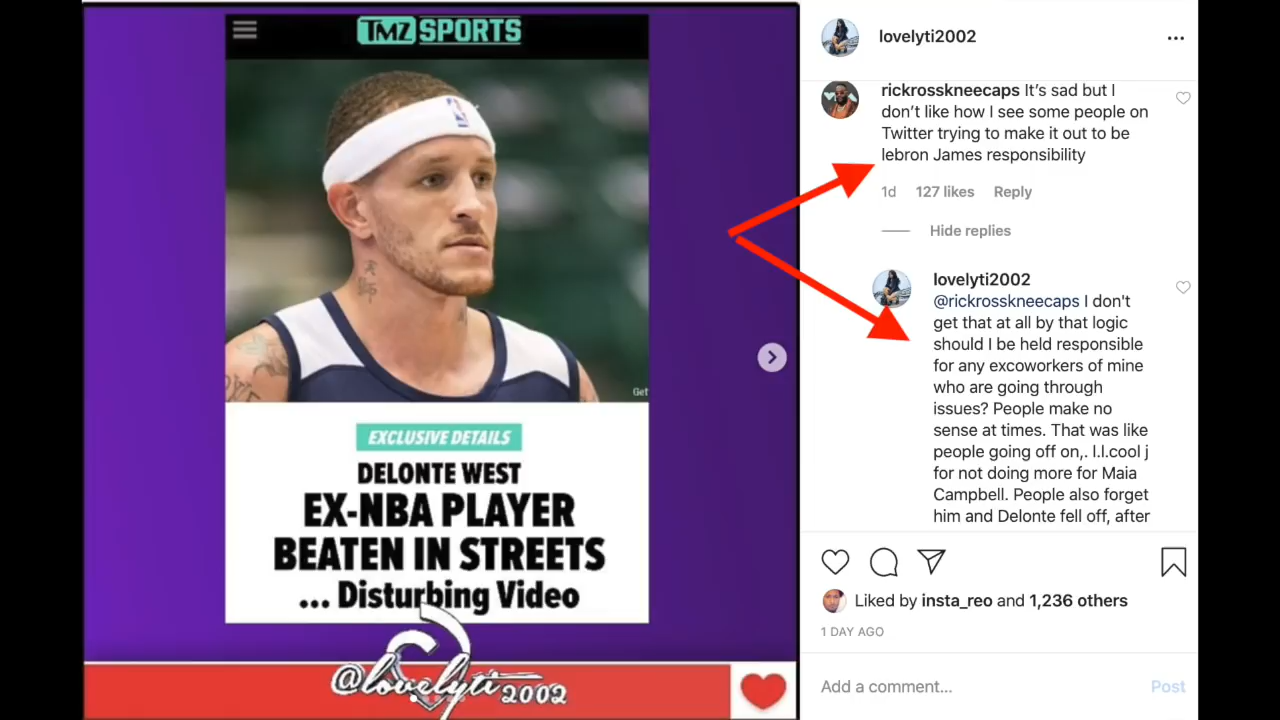 TMZ SPORTS
Get
EXCLUSIVE DETAILS
DELONTE WEST
EX-NBA PLAYER
BEATEN IN STREETS
... Disturbing Video
@lovelyti2002
lovelyti2002
rickrosskneecaps It’s sad but I
don’t like how I see some people on
Twitter trying to make it out to be
lebron James responsibility
1d 127 likes Reply
Hide replies
lovelyti2002
@rickrosskneecaps I don't
get that at all by that logic
should I be held responsible
for any excoworkers of mine
who are going through
issues? People make no
sense at times. That was like
people going off on,. l.l.cool j
for not doing more for Maia
Campbell. People also forget
him and Delonte fell off, after
Liked by insta_reo and 1,236 others
1 DAY AGO
Add a comment... Post